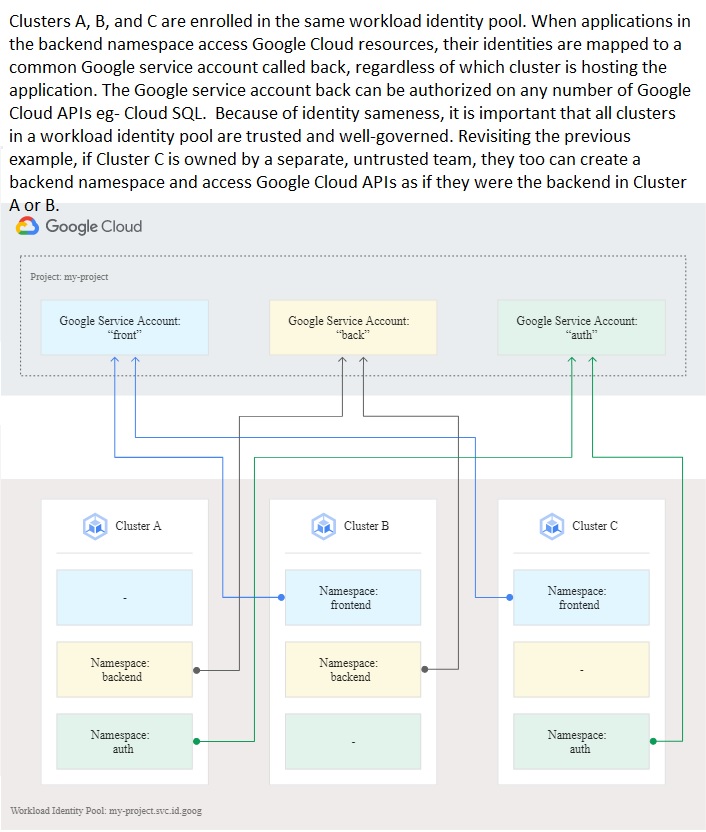 Clusters A, B, and C are enrolled in the same workload identity pool. When applications in
the backend namespace access Google Cloud resources, their identities are mapped to a
common Google service account called back, regardless of which cluster is hosting the
application. The Google service account back can be authorized on any number of Google
Cloud APIs eg- Cloud SQL.  Because of identity sameness, it is important that all clusters
in a workload identity pool are trusted and well-governed. Revisiting the previous
example, if Cluster C is owned by a separate, untrusted team, they too can create a
backend namespace and access Google Cloud APIs as if they were the backend in Cluster
A or B.
Google Cloud
Project: my-project
Google Service Account:
“front”
Google Service Account:
“back”
Google Service Account:
“auth”
Cluster A
-
Namespace:
backend
Namespace:
auth
Cluster B
Namespace:
frontend
Namespace:
backend
-
Cluster C
Namespace:
frontend
-
Namespace:
auth
Workload Identity Pool: my-project.svc.id.goog